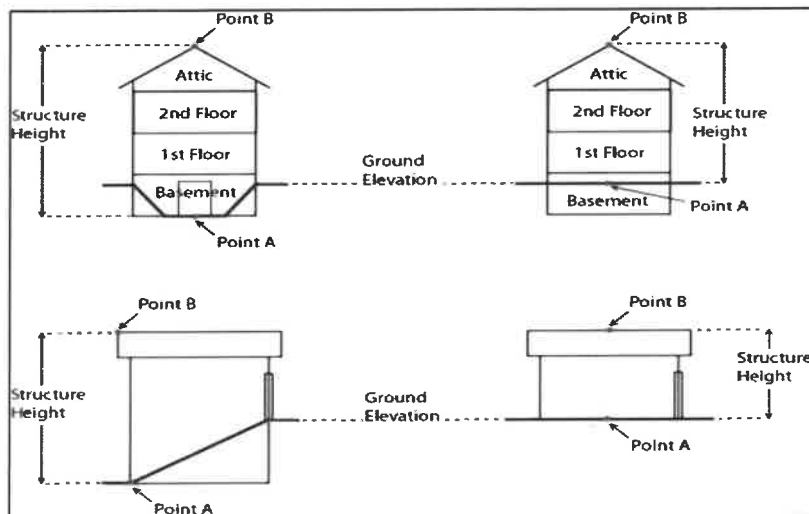 Point B
Attic
2nd Floor
1st Floor
Basement
Structure
Height
Point A
Ground
Elevation
Point B
Attic
2nd Floor
1st Floor
Basement
Structure
Height
Point A
Point B
Structure
Height
Point A
Ground
Elevation
Point B
Structure
Height
Point A